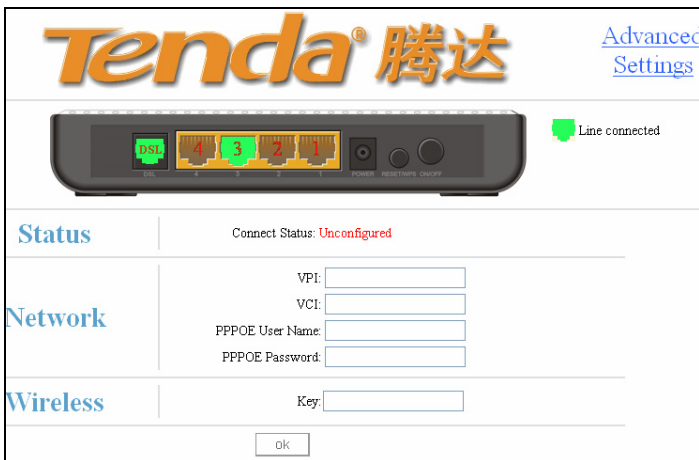 Tenda® 腾达
Advanced
Settings
DSL 4 3 2 1
DSL 4 3 2 1 POWER RESET/WPS ON/OFF
Line connected
Status
Connect Status: Unconfigured
Network
VPI:
VCI:
PPPOE User Name:
PPPOE Password:
Wireless
Key:
ok